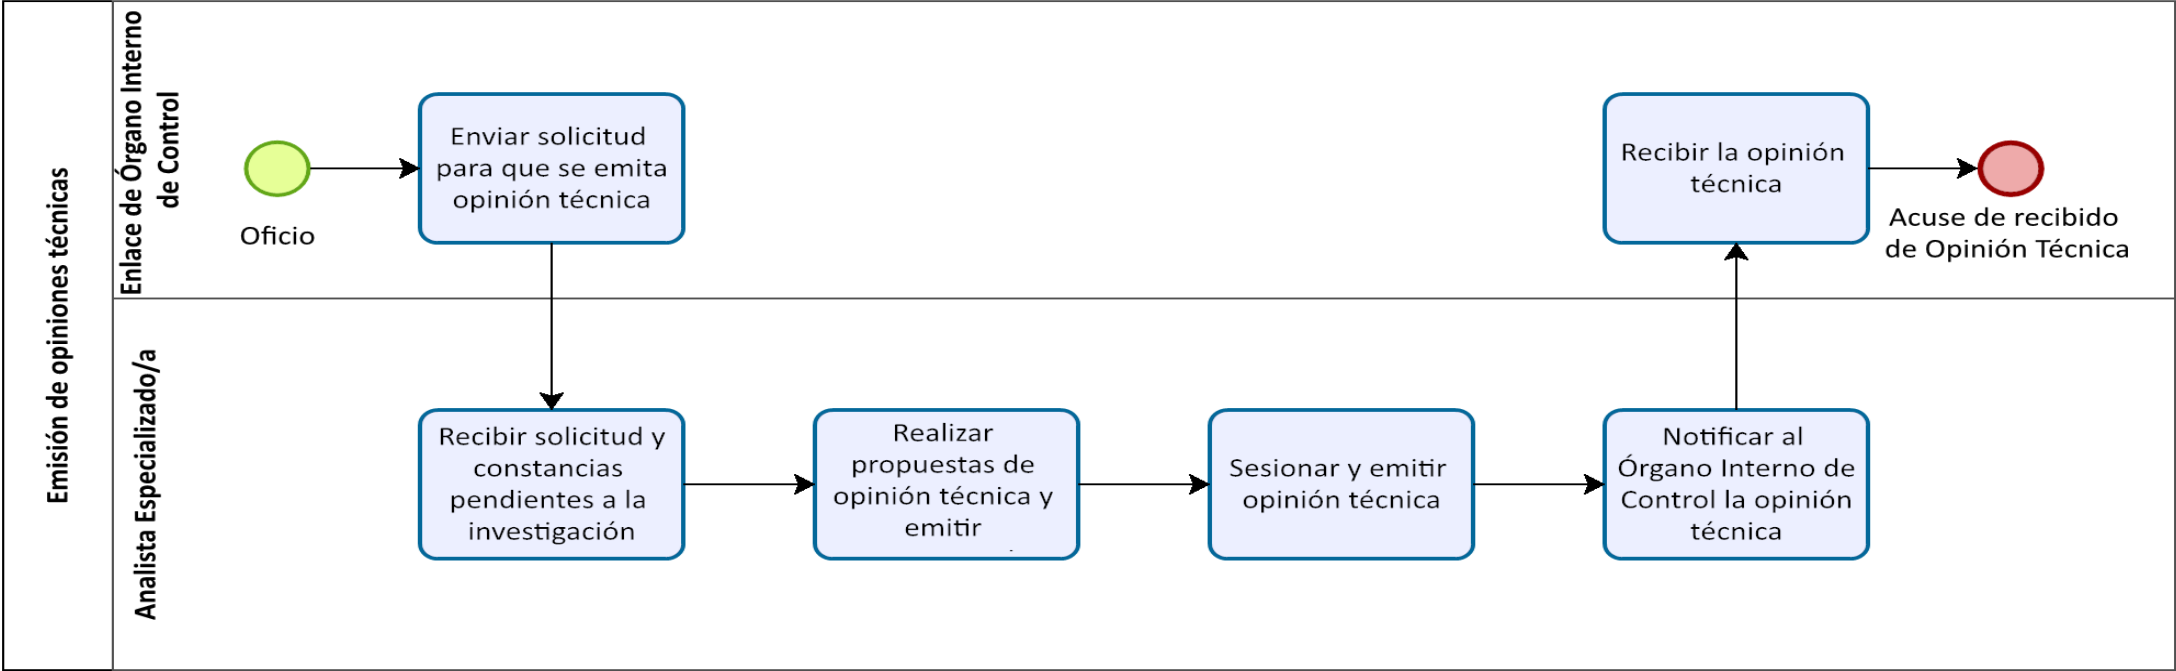 Emisión de opiniones técnicas
Enlace de Órgano Interno
de Control
Oficio
Enviar solicitud
para que se emita
opinión técnica
Recibir la opinión
técnica
Acuse de recibido
de Opinión Técnica
Analista Especializado/a
Recibir solicitud y
constancias
pendientes a la
investigación
Realizar
propuestas de
opinión técnica y
emitir
Sesionar y emitir
opinión técnica
Notificar al
Órgano Interno de
Control la opinión
técnica